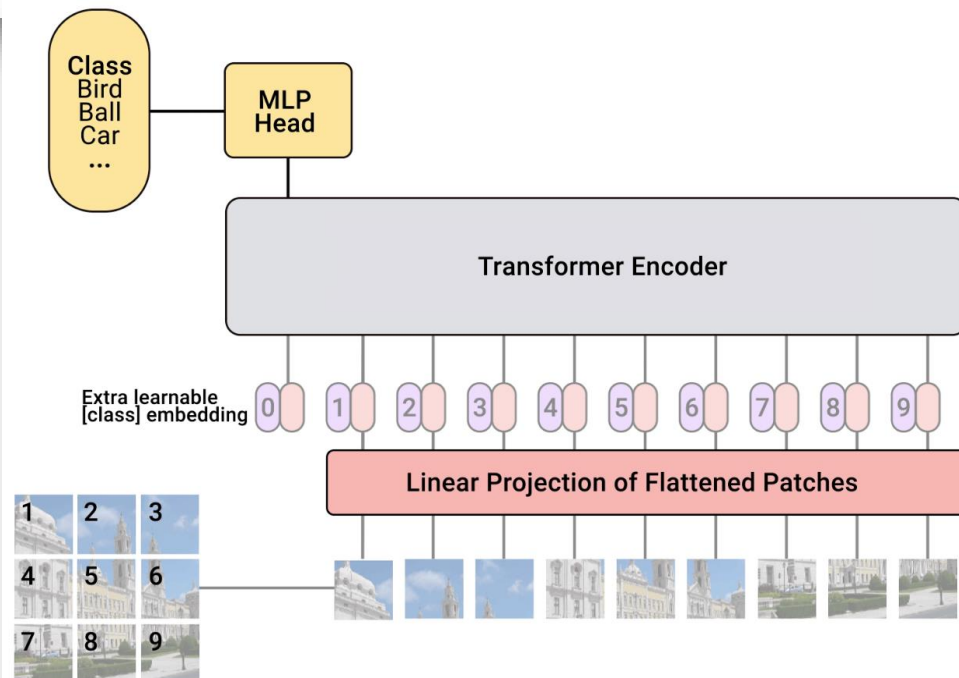 Class
Bird
Ball
Car
...
MLP
Head
Transformer Encoder
Extra learnable
[class] embedding
0 1 2 3 4 5 6 7 8 9
Linear Projection of Flattened Patches
1 2 3
4 5 6
7 8 9